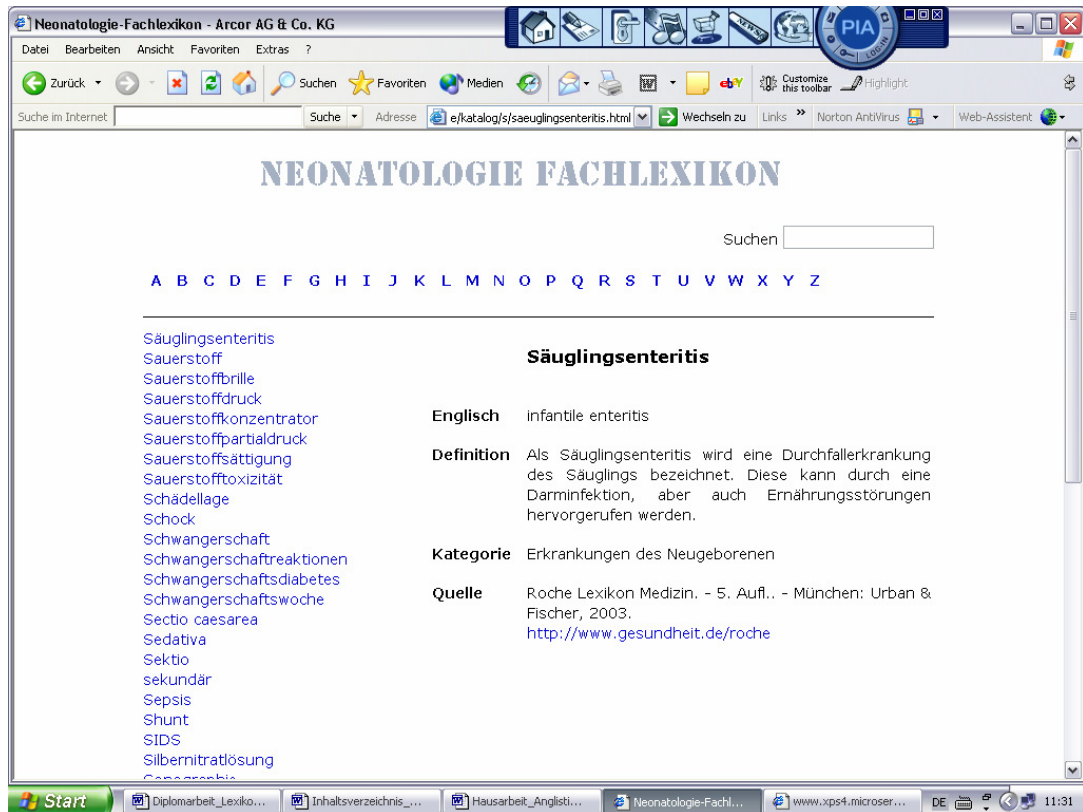 Neonatologie-Fachlexikon - Arcor AG & Co. KG
NEWS
PIA
LOGIN
Datei Bearbeiten Ansicht Favoriten Extras ?
Zurück Suchen Favoriten Medien ebY Customize this toolbar Highlight
Suche im Internet Suche Adresse e/katalog/s/saeuglingsenteritis.html Wechseln zu Links » Norton AntiVirus Web-Assistent
NEONATOLOGIE FACHLEXIKON
Suchen
A B C D E F G H I J K L M N O P Q R S T U V W X Y Z
Säuglingsenteritis
Sauerstoff
Sauerstoffbrille
Sauerstoffdruck
Sauerstoffkonzentrator
Sauerstoffpartialdruck
Sauerstoffsättigung
Sauerstofftoxizität
Schädellage
Schock
Schwangerschaft
Schwangerschaftreaktionen
Schwangerschaftsdiabetes
Schwangerschaftswoche
Sectio caesarea
Sedativa
Sektio
sekundär
Sepsis
Shunt
SIDS
Silbernitratlösung
Säuglingsenteritis
Englisch infantile enteritis
Definition Als Säuglingsenteritis wird eine Durchfallerkrankung
des Säuglings bezeichnet. Diese kann durch eine
Darminfektion, aber auch Ernährungsstörungen
hervorgerufen werden.
Kategorie Erkrankungen des Neugeborenen
Quelle Roche Lexikon Medizin. - 5. Aufl.. - München: Urban &
Fischer, 2003.
http://www.gesundheit.de/roche
Start Diplomarbeit_Lexiko... Inhaltsverzeichnis_... Hausarbeit_Anglisti... Neonatologie-Fachl... www.xps4.microser... DE 11:31